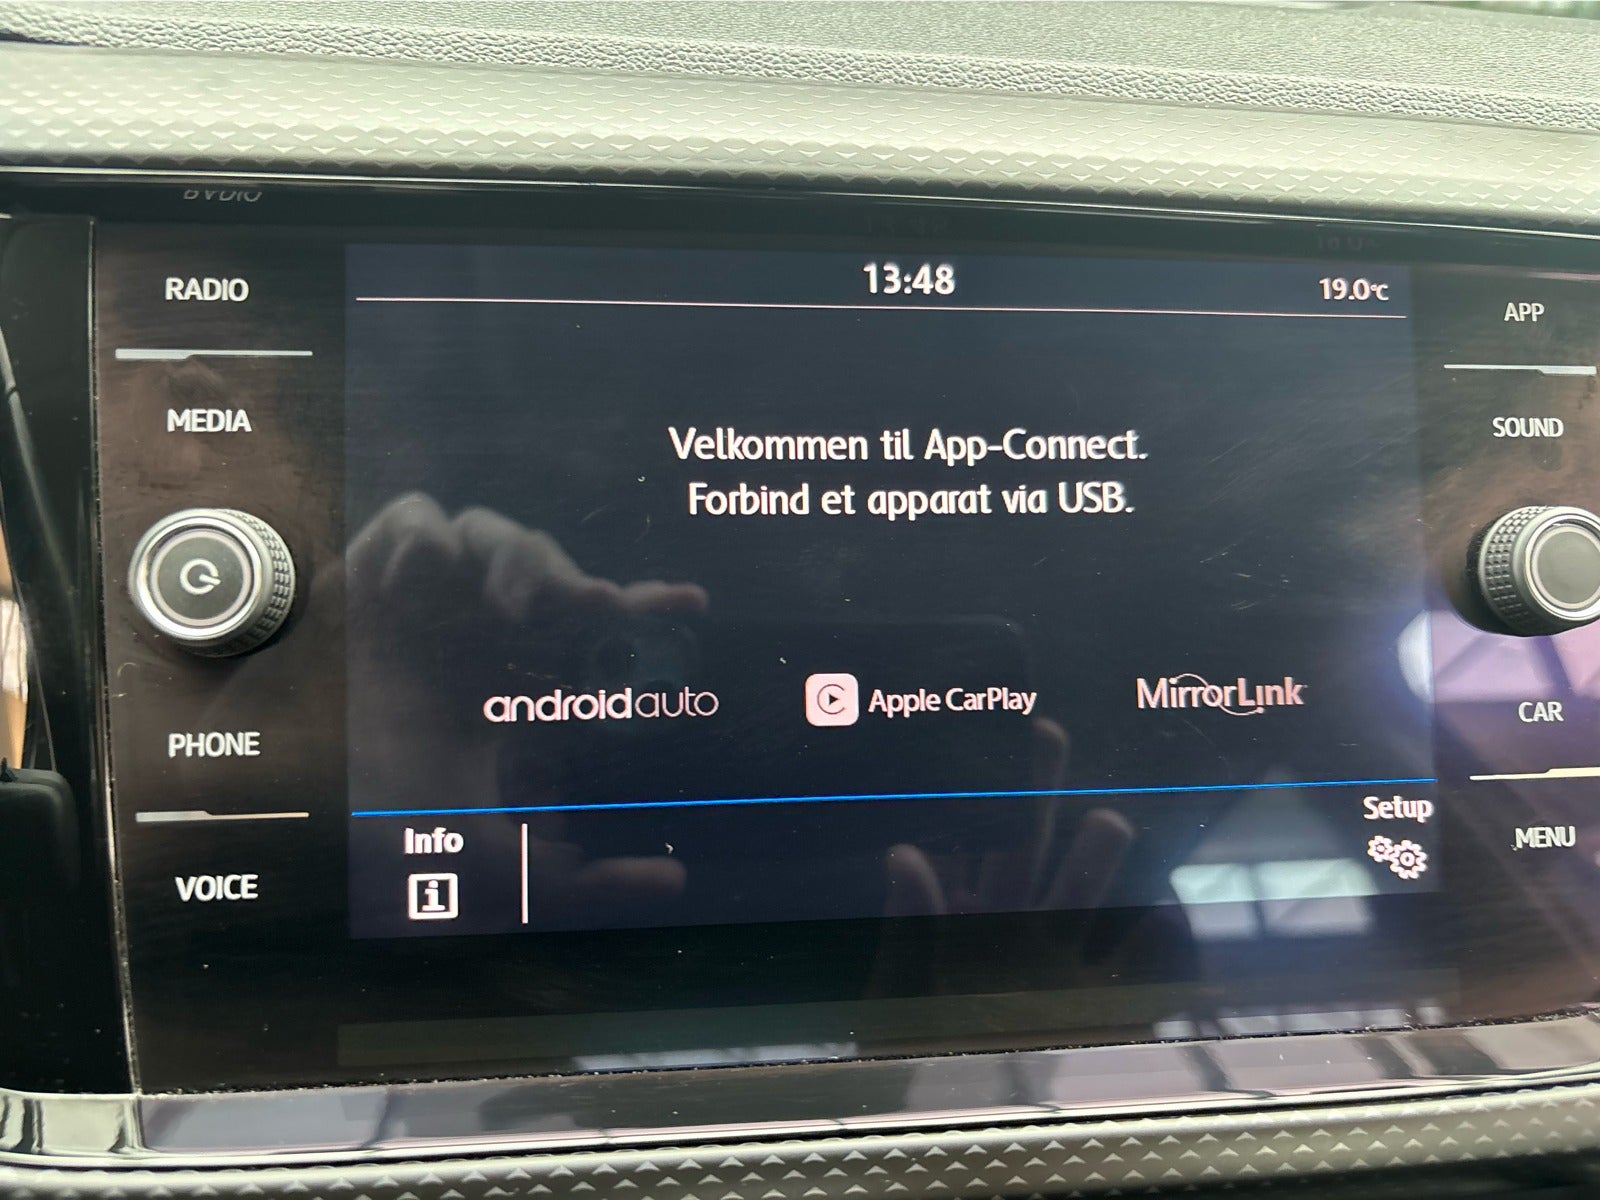 RADIO
MEDIA
PHONE
VOICE
13:48
19.0°C
Velkommen til App-Connect.
Forbind et apparat via USB.
androidauto
Apple CarPlay
MirrorLink
Info
i
Setup
APP
SOUND
CAR
MENU